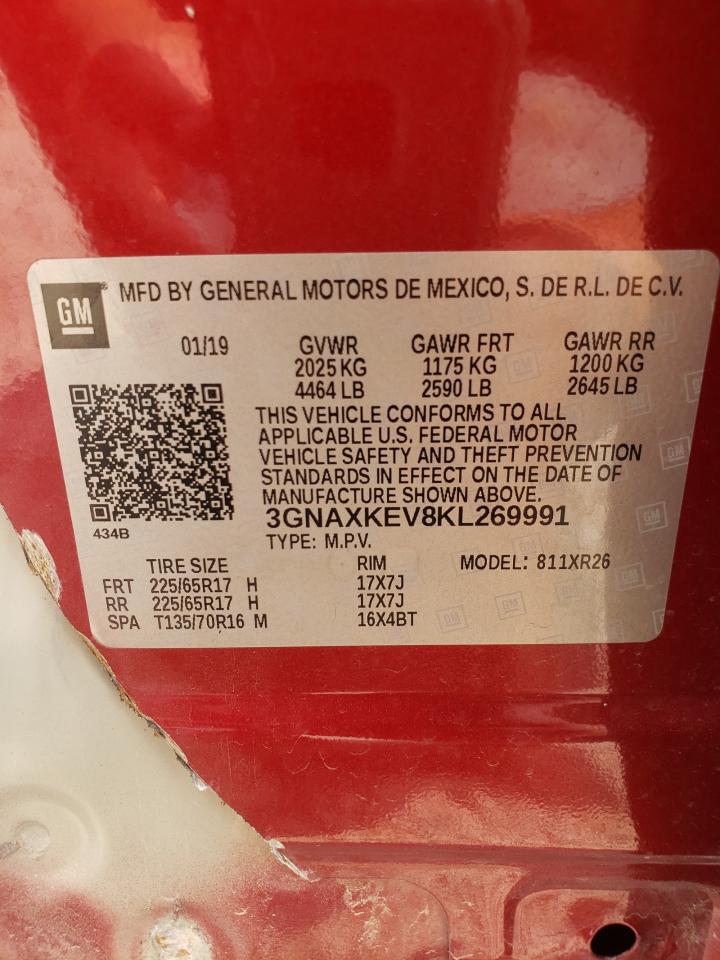 GM
MFD BY GENERAL MOTORS DE MEXICO, S. DE R.L. DE C.V.
01/19 GVWR GAWR FRT GAWR RR
2025 KG 1175 KG 1200 KG
4464 LB 2590 LB 2645 LB
THIS VEHICLE CONFORMS TO ALL
APPLICABLE U.S. FEDERAL MOTOR
VEHICLE SAFETY AND THEFT PREVENTION
STANDARDS IN EFFECT ON THE DATE OF
MANUFACTURE SHOWN ABOVE.
434B
3GNAXKEV8KL269991
TYPE: M.P.V.
TIRE SIZE RIM MODEL: 811XR26
FRT 225/65R17 H 17X7J
RR 225/65R17 H 17X7J
SPA T135/70R16 M 16X4BT